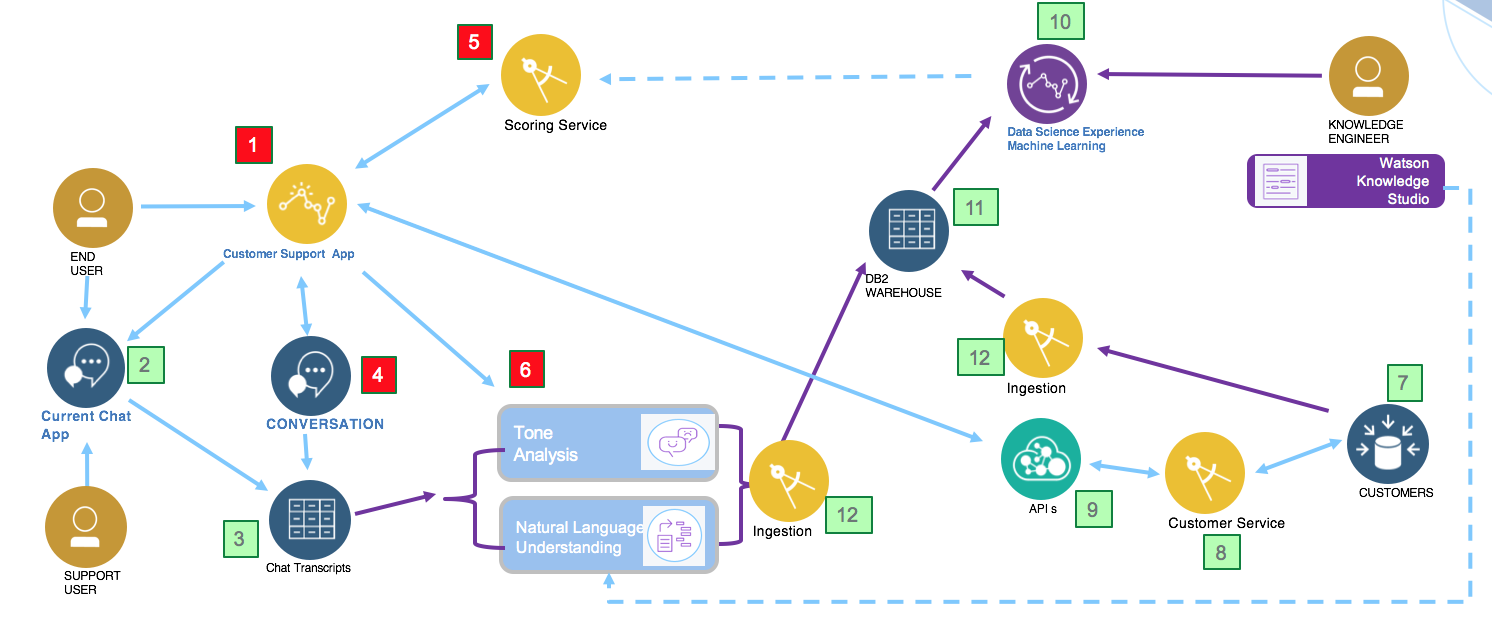 10
5
Scoring Service
Data Science Experience
Machine Learning
KNOWLEDGE
ENGINEER
1
Watson
Knowledge
Studio
11
END
USER
Customer Support  App
DB2
WAREHOUSE
2
4
6
12
Ingestion
7
Current Chat
App
CONVERSATION
Tone
Analysis
CUSTOMERS
3
Chat Transcripts
Natural Language
Understanding
12
Ingestion
API s
9
Customer Service
8
SUPPORT
USER